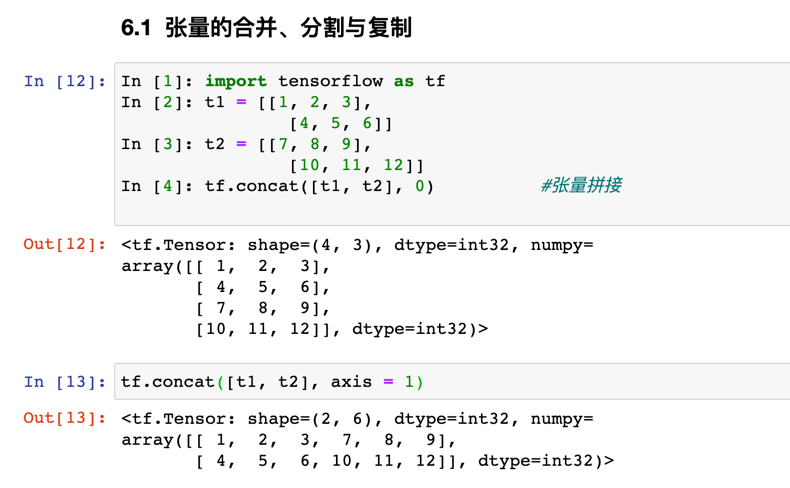 6.1 张量的合并、分割与复制
In [12]: In [1]: import tensorflow as tf
In [2]: t1 = [[1, 2, 3],
[4, 5, 6]]
In [3]: t2 = [[7, 8, 9],
[10, 11, 12]]
In [4]: tf.concat([t1, t2], 0) #张量拼接
Out[12]: <tf.Tensor: shape=(4, 3), dtype=int32, numpy=
array([[ 1, 2, 3],
[ 4, 5, 6],
[ 7, 8, 9],
[10, 11, 12]], dtype=int32)>
In [13]: tf.concat([t1, t2], axis = 1)
Out[13]: <tf.Tensor: shape=(2, 6), dtype=int32, numpy=
array([[ 1, 2, 3, 7, 8, 9],
[ 4, 5, 6, 10, 11, 12]], dtype=int32)>